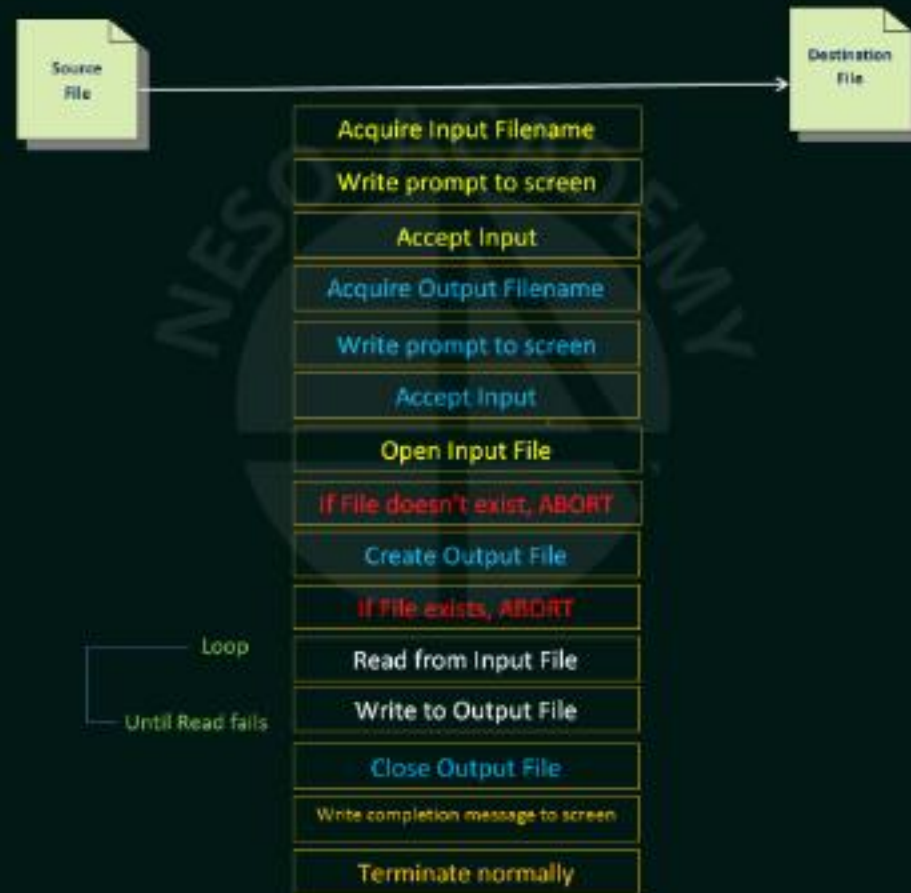 Source
File
Destination
File
Acquire Input Filename
Write prompt to screen
Accept Input
Acquire Output Filename
Write prompt to screen
Accept Input
Open Input File
If File doesn't exist, ABORT
Create Output File
If File exists, ABORT
Loop
Read from Input File
Write to Output File
Until Read fails
Close Output File
Write completion message to screen
Terminate normally
NESO ACADEMY